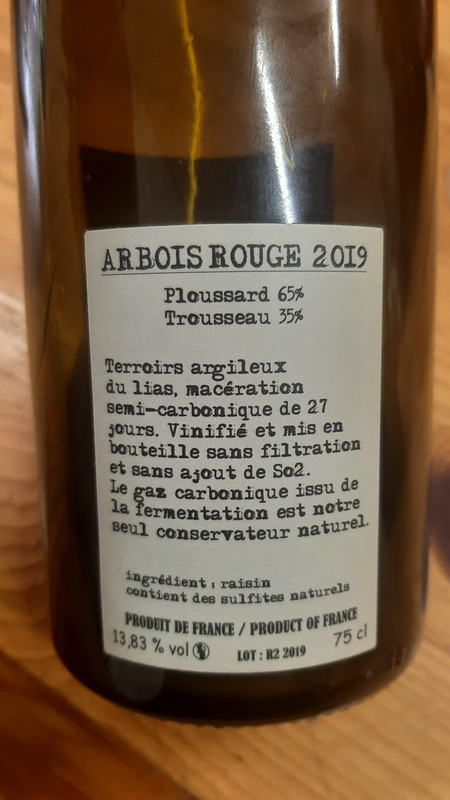 ARBOIS ROUGE 2019
Ploussard 65%
Trousseau 35%
Terroirs argileux
du lias, macération
semi-carbonique de 27
jours. Vinifié et mis en
bouteille sans filtration
et sans ajout de So2.
Le gaz carbonique issu de
la fermentation est notre
seul conservateur naturel.
ingrédient : raisin
contient des sulfites naturels
PRODUIT DE FRANCE / PRODUCT OF FRANCE
13,83 % vol LOT : R2 2019 75 cl